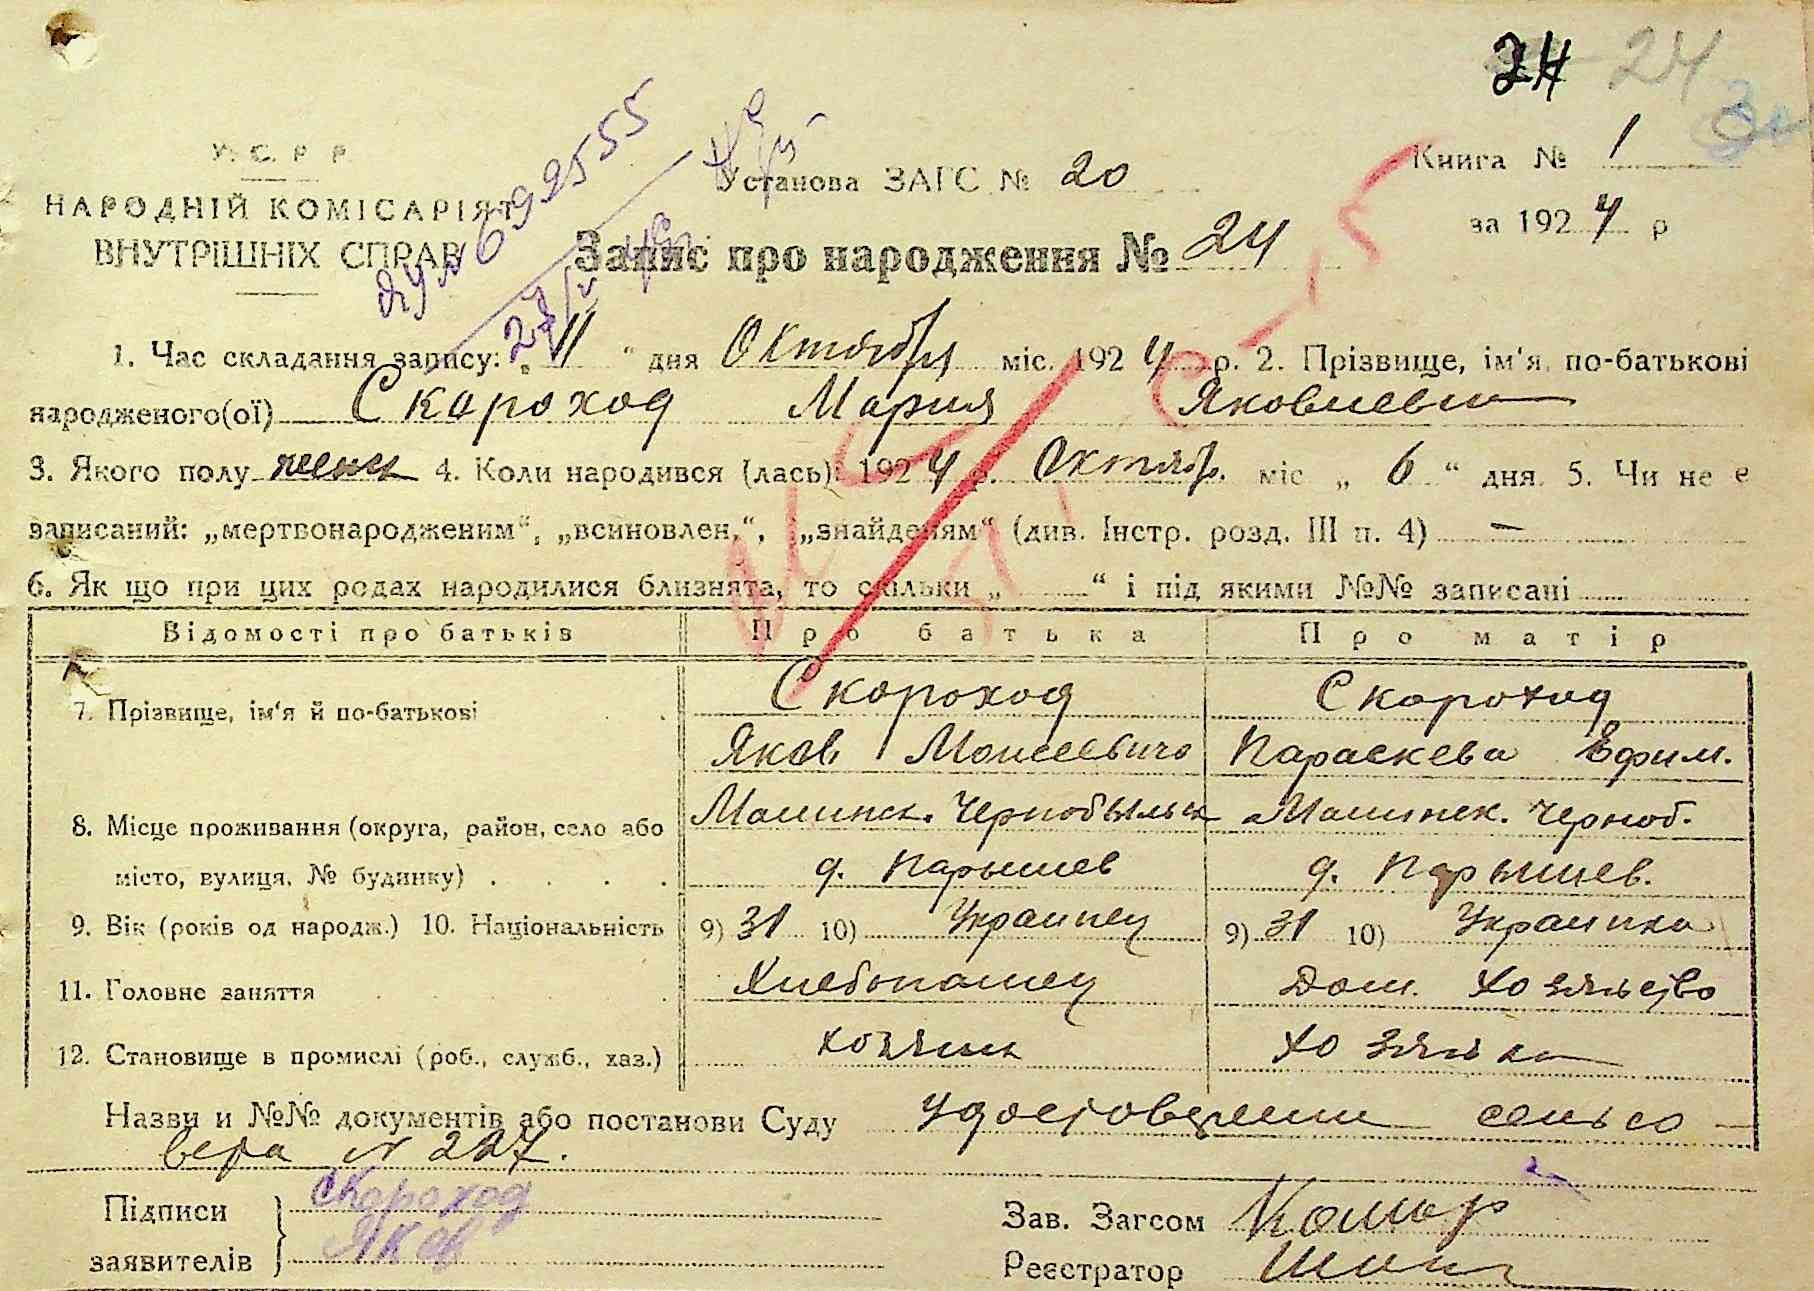 24 24
У. С. Р. Р.
НАРОДНІЙ КОМІСАРІЯТ
ВНУТРІШНІХ СПРАВ
692555
Установа ЗАГС № 20
Книга № 1
за 1924 р
Запис про народження № 24
1. Час складання запису: „11“ дня Октября міс. 1924 р. 2. Прізвище, ім‘я, по-батькові
народженого(ої) Скороход Мария Яковлевна
3. Якого полу женск 4. Коли народився (лась): 1924 р. Октябр. міс „6“ дня. 5. Чи не є
записаний: „мертвонародженим“, „всиновлен.“, „знайденям“ (див. Інстр. розд. III п. 4) —
6. Як що при цих родах народилися близнята, то скільки „ “ і під якими №№ записані
Відомості про батьків Про батька Про матір
7. Прізвище, ім‘я й по-батькові Скороход Скороход
Яков Моисеевичь Параскева Ефим.
8. Місце проживання (округа, район, село або Малинск. Чернобыльск Малинск. Черноб.
місто, вулиця, № будинку) д. Парышев д. Парышев.
9. Вік (років од народж.) 10. Національність 9) 31 10) Украинец 9) 31 10) Украинка
11. Головне заняття Хлебопашец Дом. Хозяйство
12. Становище в промислі (роб., служб., хаз.) хозяин хозяйка
Назви и №№ документів або постанови Суду Удостоверение сельсо-
вета N 227.
Підписи Скороход
заявителів Яков
Зав. Загсом Комар
Реєстратор